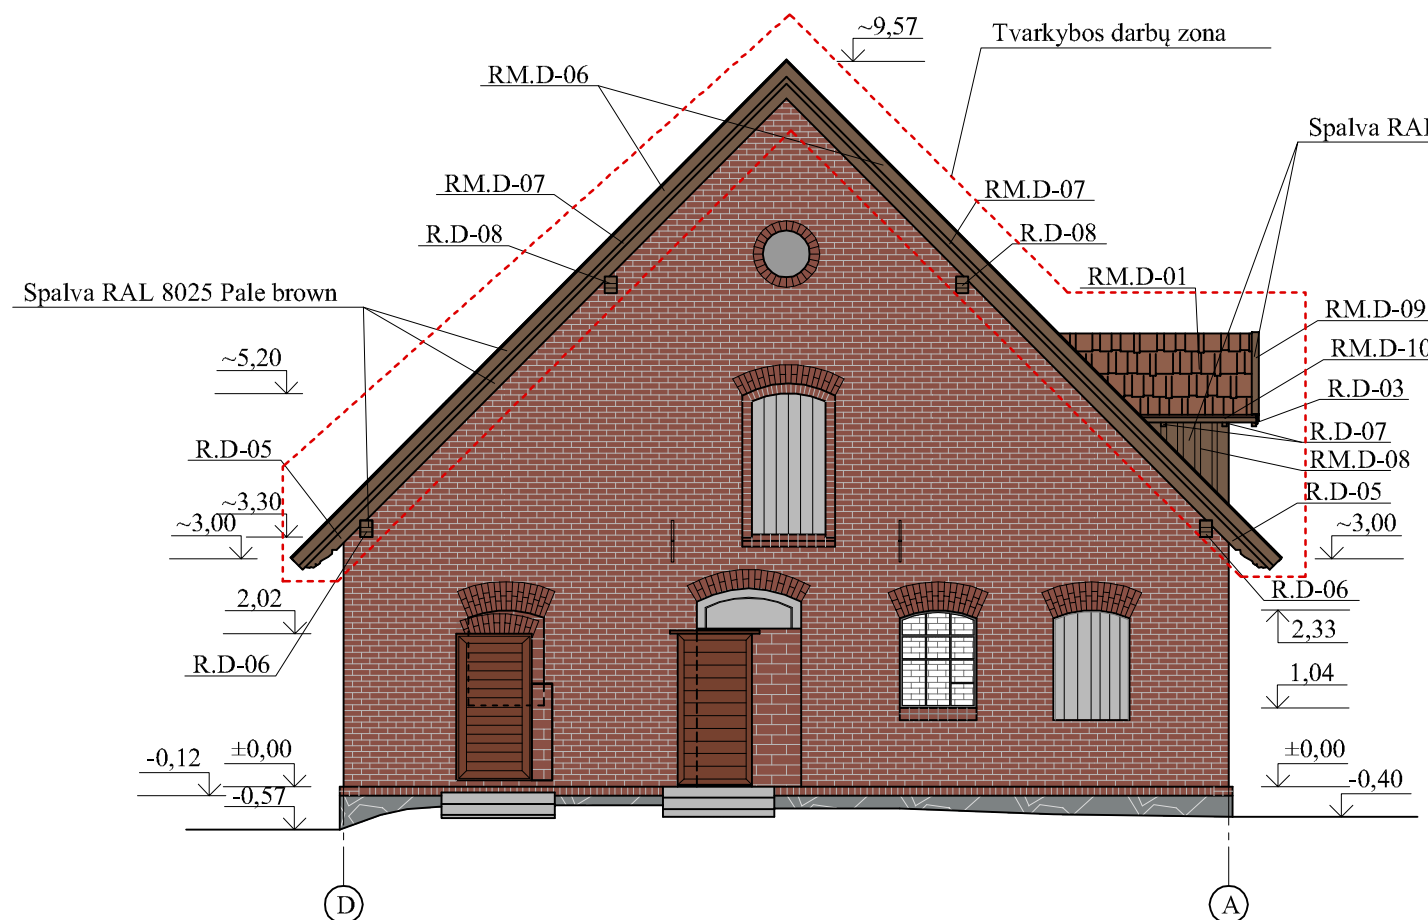 ~9,57
Tvarkybos darbų zona
RM.D-06
Spalva RAL
RM.D-07
RM.D-07
R.D-08
R.D-08
RM.D-01
Spalva RAL 8025 Pale brown
RM.D-09
RM.D-10
~5,20
R.D-03
R.D-07
R.D-05
RM.D-08
R.D-05
~3,30
~3,00
~3,00
R.D-06
2,02
2,33
R.D-06
1,04
±0,00
±0,00
-0,12
-0,40
-0,57
D
A